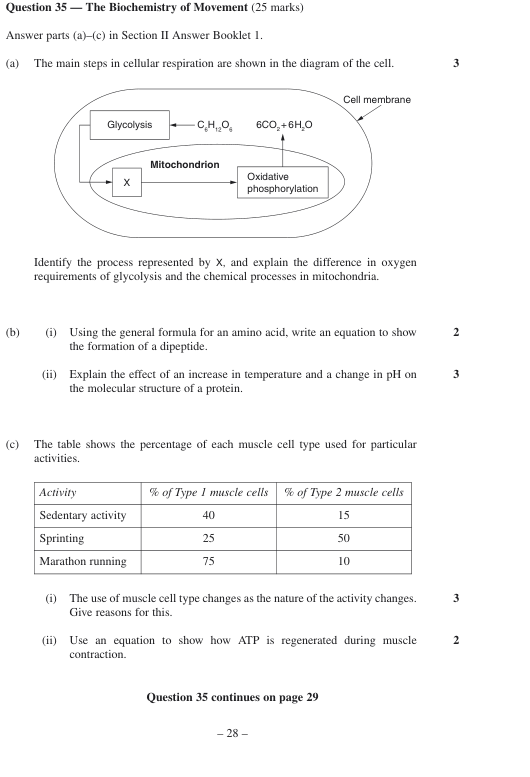 Question 35 — The Biochemistry of Movement (25 marks)
Answer parts (a)–(c) in Section II Answer Booklet 1.
(a) The main steps in cellular respiration are shown in the diagram of the cell. 3
Cell membrane
Glycolysis C₆H₁₂O₆ 6CO₂+6H₂O
Mitochondrion
X Oxidative
phosphorylation
Identify the process represented by X, and explain the difference in oxygen
requirements of glycolysis and the chemical processes in mitochondria.
(b) (i) Using the general formula for an amino acid, write an equation to show 2
the formation of a dipeptide.
(ii) Explain the effect of an increase in temperature and a change in pH on 3
the molecular structure of a protein.
(c) The table shows the percentage of each muscle cell type used for particular
activities.
Activity % of Type 1 muscle cells % of Type 2 muscle cells
Sedentary activity 40 15
Sprinting 25 50
Marathon running 75 10
(i) The use of muscle cell type changes as the nature of the activity changes. 3
Give reasons for this.
(ii) Use an equation to show how ATP is regenerated during muscle 2
contraction.
Question 35 continues on page 29
– 28 –